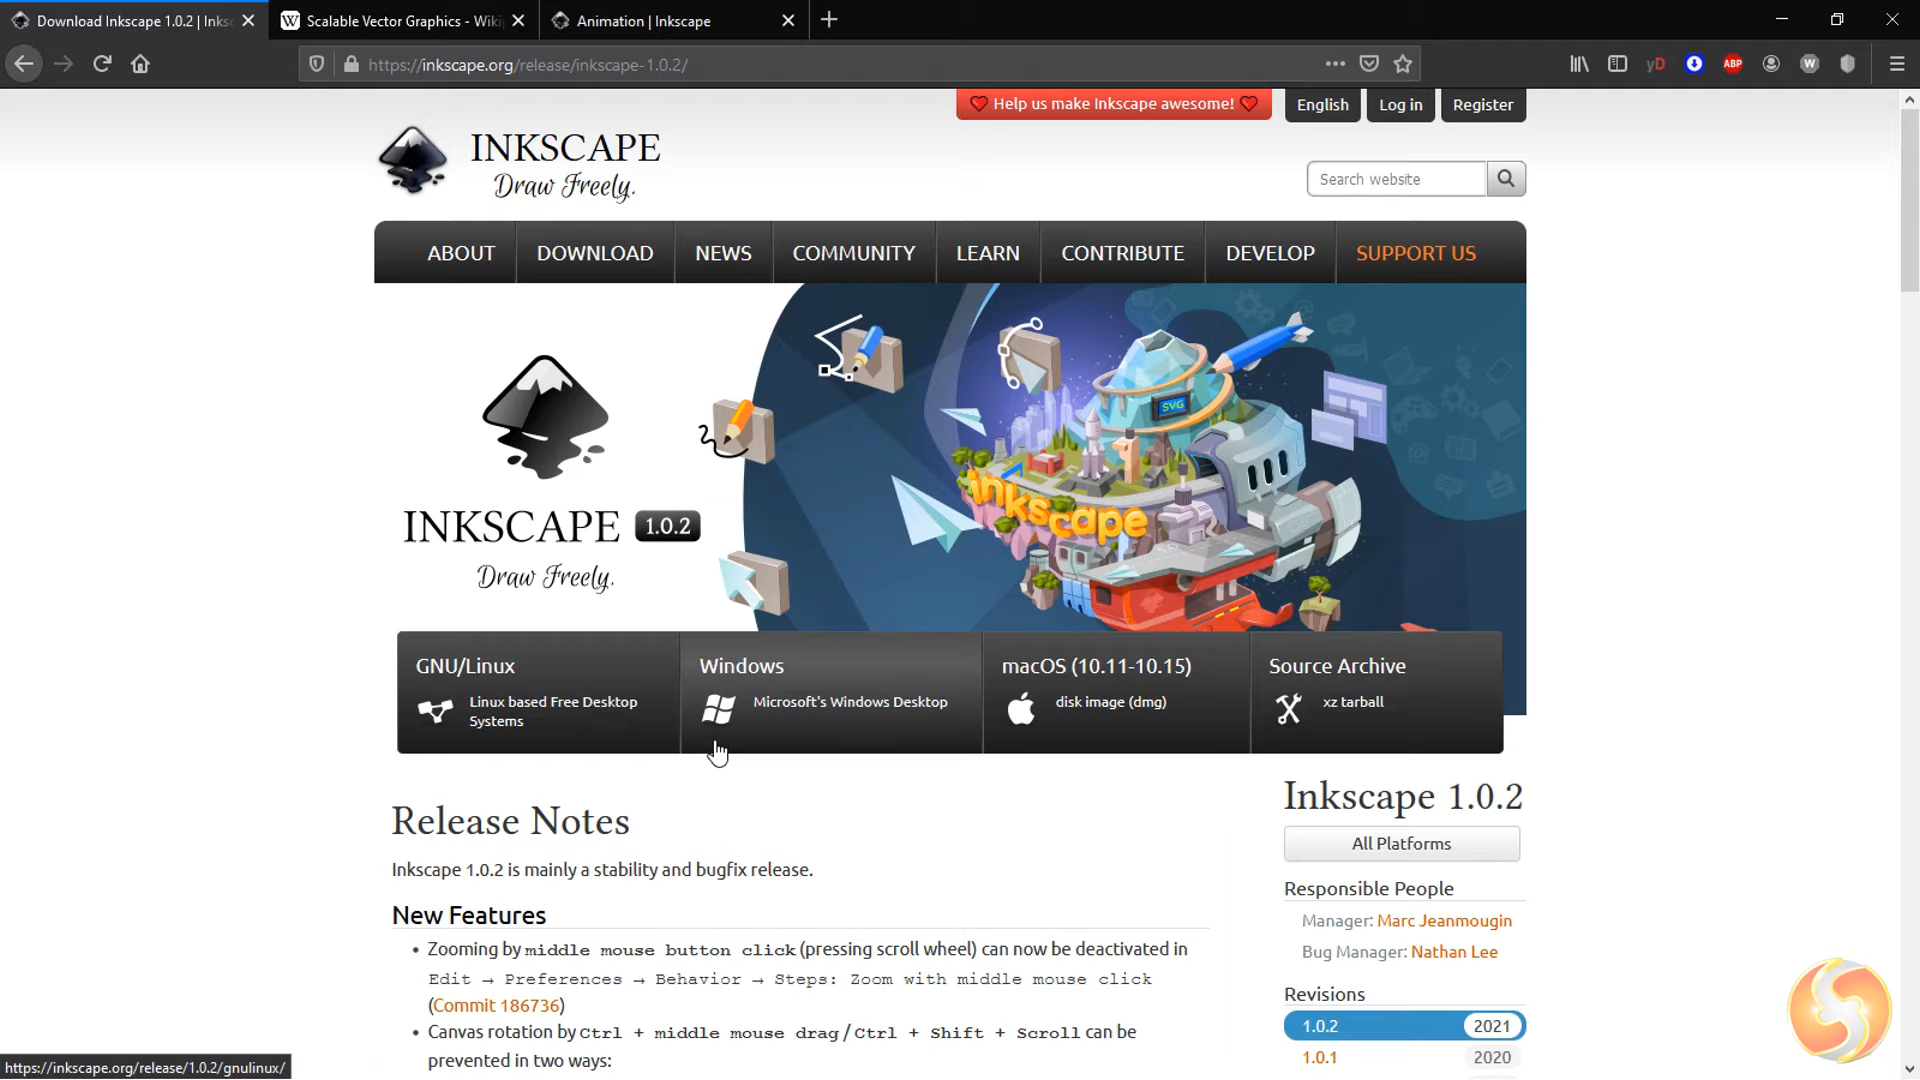 Download Inkscape 1.0.2 | Inks
Scalable Vector Graphics - Wiki
Animation | Inkscape
https://inkscape.org/release/inkscape-1.0.2/
yD
ABP
W
Help us make Inkscape awesome!
English
Log in
Register
INKSCAPE
Draw Freely.
Search website
ABOUT
DOWNLOAD
NEWS
COMMUNITY
LEARN
CONTRIBUTE
DEVELOP
SUPPORT US
SVG
inkscape
INKSCAPE 1.0.2
Draw Freely.
GNU/Linux
Linux based Free Desktop
Systems
Windows
Microsoft's Windows Desktop
macOS (10.11-10.15)
disk image (dmg)
Source Archive
xz tarball
Release Notes
Inkscape 1.0.2 is mainly a stability and bugfix release.
New Features
• Zooming by middle mouse button click (pressing scroll wheel) can now be deactivated in
Edit → Preferences → Behavior → Steps: Zoom with middle mouse click
(Commit 186736)
• Canvas rotation by Ctrl + middle mouse drag / Ctrl + Shift + Scroll can be
prevented in two ways:
Inkscape 1.0.2
All Platforms
Responsible People
Manager: Marc Jeanmougin
Bug Manager: Nathan Lee
Revisions
1.0.2 2021
1.0.1 2020
https://inkscape.org/release/1.0.2/gnulinux/